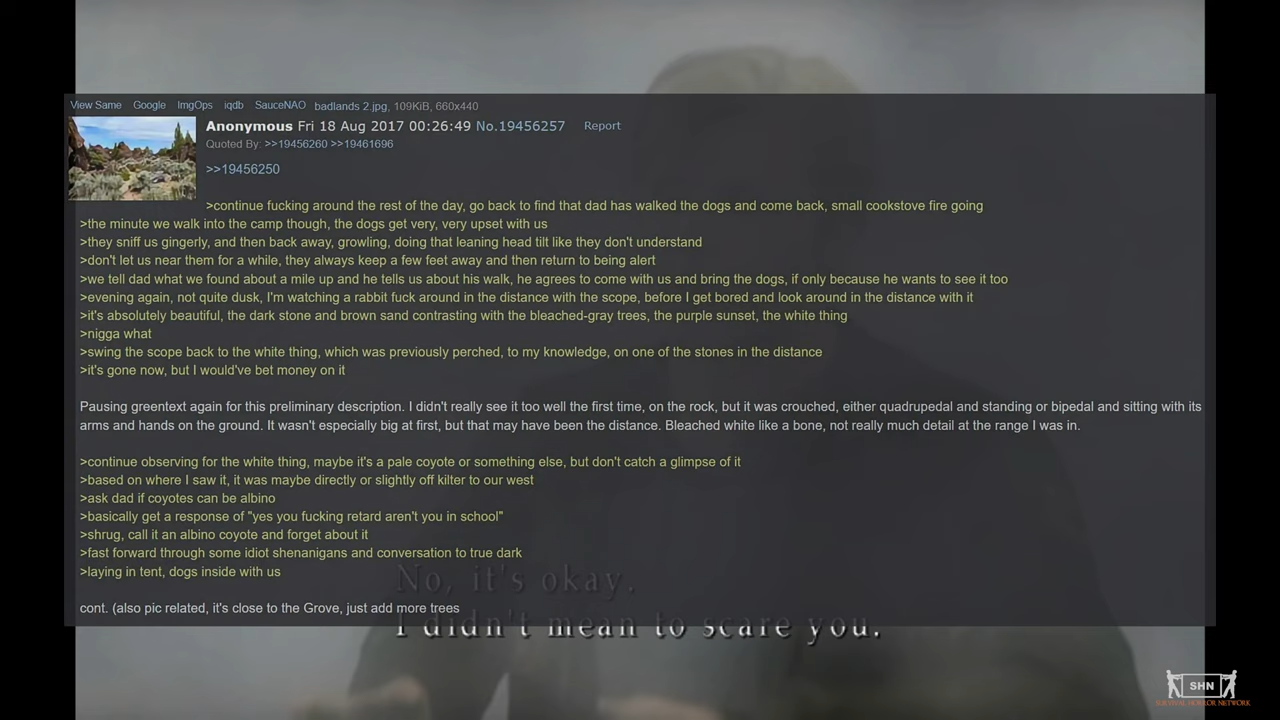 View Same Google ImgOps iqdb SauceNAO badlands 2.jpg, 109KiB, 660x440
Anonymous Fri 18 Aug 2017 00:26:49 No.19456257 Report
Quoted By: >>19456260 >>19461696
>>19456250
>continue fucking around the rest of the day, go back to find that dad has walked the dogs and come back, small cookstove fire going
>the minute we walk into the camp though, the dogs get very, very upset with us
>they sniff us gingerly, and then back away, growling, doing that leaning head tilt like they don't understand
>don't let us near them for a while, they always keep a few feet away and then return to being alert
>we tell dad what we found about a mile up and he tells us about his walk, he agrees to come with us and bring the dogs, if only because he wants to see it too
>evening again, not quite dusk, I'm watching a rabbit fuck around in the distance with the scope, before I get bored and look around in the distance with it
>it's absolutely beautiful, the dark stone and brown sand contrasting with the bleached-gray trees, the purple sunset, the white thing
>nigga what
>swing the scope back to the white thing, which was previously perched, to my knowledge, on one of the stones in the distance
>it's gone now, but I would've bet money on it
Pausing greentext again for this preliminary description. I didn't really see it too well the first time, on the rock, but it was crouched, either quadrupedal and standing or bipedal and sitting with its
arms and hands on the ground. It wasn't especially big at first, but that may have been the distance. Bleached white like a bone, not really much detail at the range I was in.
>continue observing for the white thing, maybe it's a pale coyote or something else, but don't catch a glimpse of it
>based on where I saw it, it was maybe directly or slightly off kilter to our west
>ask dad if coyotes can be albino
>basically get a response of "yes you fucking retard aren't you in school"
>shrug, call it an albino coyote and forget about it
>fast forward through some idiot shenanigans and conversation to true dark
>laying in tent, dogs inside with us
No, it's okay.
cont. (also pic related, it's close to the Grove, just add more trees
I didn't mean to scare you.
SHN
SURVIVAL HORROR NETWORK